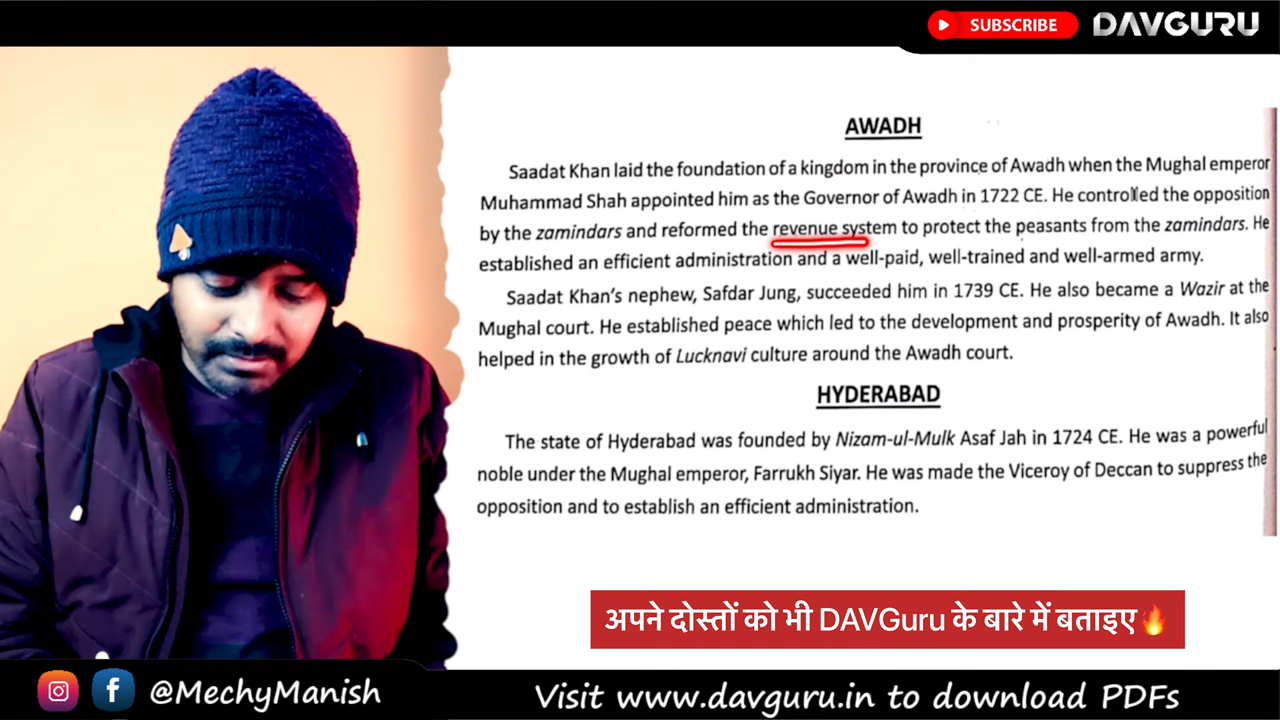 SUBSCRIBE DAVGURU
AWADH
Saadat Khan laid the foundation of a kingdom in the province of Awadh when the Mughal emperor
Muhammad Shah appointed him as the Governor of Awadh in 1722 CE. He controlled the opposition
by the zamindars and reformed the revenue system to protect the peasants from the zamindars. He
established an efficient administration and a well-paid, well-trained and well-armed army.
Saadat Khan's nephew, Safdar Jung, succeeded him in 1739 CE. He also became a Wazir at the
Mughal court. He established peace which led to the development and prosperity of Awadh. It also
helped in the growth of Lucknavi culture around the Awadh court.
HYDERABAD
The state of Hyderabad was founded by Nizam-ul-Mulk Asaf Jah in 1724 CE. He was a powerful
noble under the Mughal emperor, Farrukh Siyar. He was made the Viceroy of Deccan to suppress the
opposition and to establish an efficient administration.
अपने दोस्तों को भी DAVGuru के बारे में बताइए🔥
@MechyManish Visit www.davguru.in to download PDFs